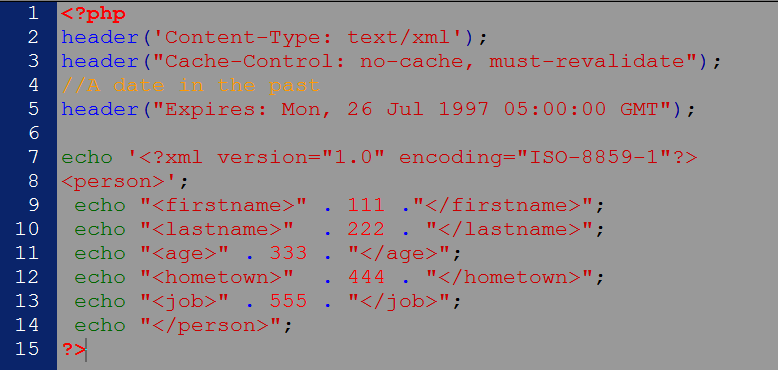 1 <?php
2 header('Content-Type: text/xml');
3 header("Cache-Control: no-cache, must-revalidate");
4 //A date in the past
5 header("Expires: Mon, 26 Jul 1997 05:00:00 GMT");
6
7 echo '<?xml version="1.0" encoding="ISO-8859-1"?>
8 <person>';
9  echo "<firstname>" . 111 ."</firstname>";
10  echo "<lastname>"  . 222 . "</lastname>";
11  echo "<age>" . 333 . "</age>";
12  echo "<hometown>"  . 444 . "</hometown>";
13  echo "<job>" . 555 . "</job>";
14  echo "</person>";
15 ?>